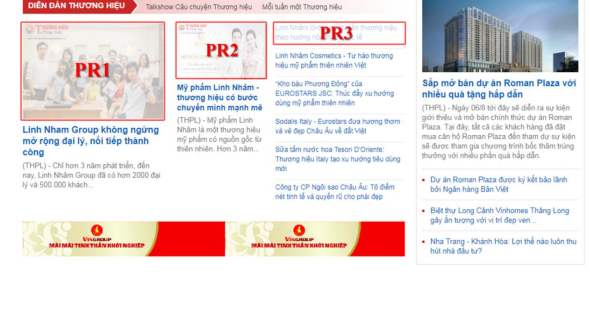 DIỄN ĐÀN THƯƠNG HIỆU
Talkshow Câu chuyện Thương hiệu
Mỗi tuần một Thương hiệu
PR1
Linh Nham Group không ngừng
mở rộng đại lý, nối tiếp thành
công
(THPL) - Chỉ hơn 3 năm phát triển, đến
nay, Linh Nhâm Group đã có hơn 2000 đại
lý và 500.000 khách...
PR2
Mỹ phẩm Linh Nhâm -
thương hiệu có bước
chuyển mình mạnh mẽ
(THPL) - Mỹ phẩm Linh
Nhâm là một thương hiệu
mỹ phẩm có nguồn gốc từ
thiên nhiên. Hơn 3 năm...
PR3
Linh Nhâm
Linh Nhâm Cosmetics - Tự hào thương
hiệu mỹ phẩm thiên nhiên Việt
"Kho báu Phương Đông" của
EUROSTARS JSC: Thúc đẩy xu hướng
dùng mỹ phẩm thiên nhiên
Sodalis Italy - Eurostars đưa hương thơm
và vẻ đẹp Châu Âu về đất Việt
Sữa tắm nước hoa Tesori D'Oriente:
Thương hiệu Italy tạo xu hướng tiêu dùng
mới
Công ty CP Ngôi sao Châu Âu: Tô điểm
nét tinh tế và quyến rũ cho phái đẹp
Sắp mở bán dự án Roman Plaza với
nhiều quà tặng hấp dẫn
(THPL) - Ngày 06/8 tới đây sẽ diễn ra sự kiện
giới thiệu và mở bán chính thức dự án Roman
Plaza. Tại đây, tất cả các khách hàng đã đặt
mua căn hộ Roman Plaza đến tham dự sự kiện
sẽ được tham gia chương trình bốc thăm trúng
thưởng với nhiều phần quà hấp dẫn.
Dự án Roman Plaza được ký kết bảo lãnh
bởi Ngân hàng Bản Việt
Biệt thự Long Cảnh Vinhomes Thăng Long
gây ấn tượng với vị trí đẹp ven...
Nha Trang - Khánh Hòa: Lợi thế nào luôn thu
hút nhà đầu tư?
VINGROUP
MÃI MÃI TINH THẦN KHỞI NGHIỆP
VINGROUP
MÃI MÃI TINH THẦN KHỞI NGHIỆP